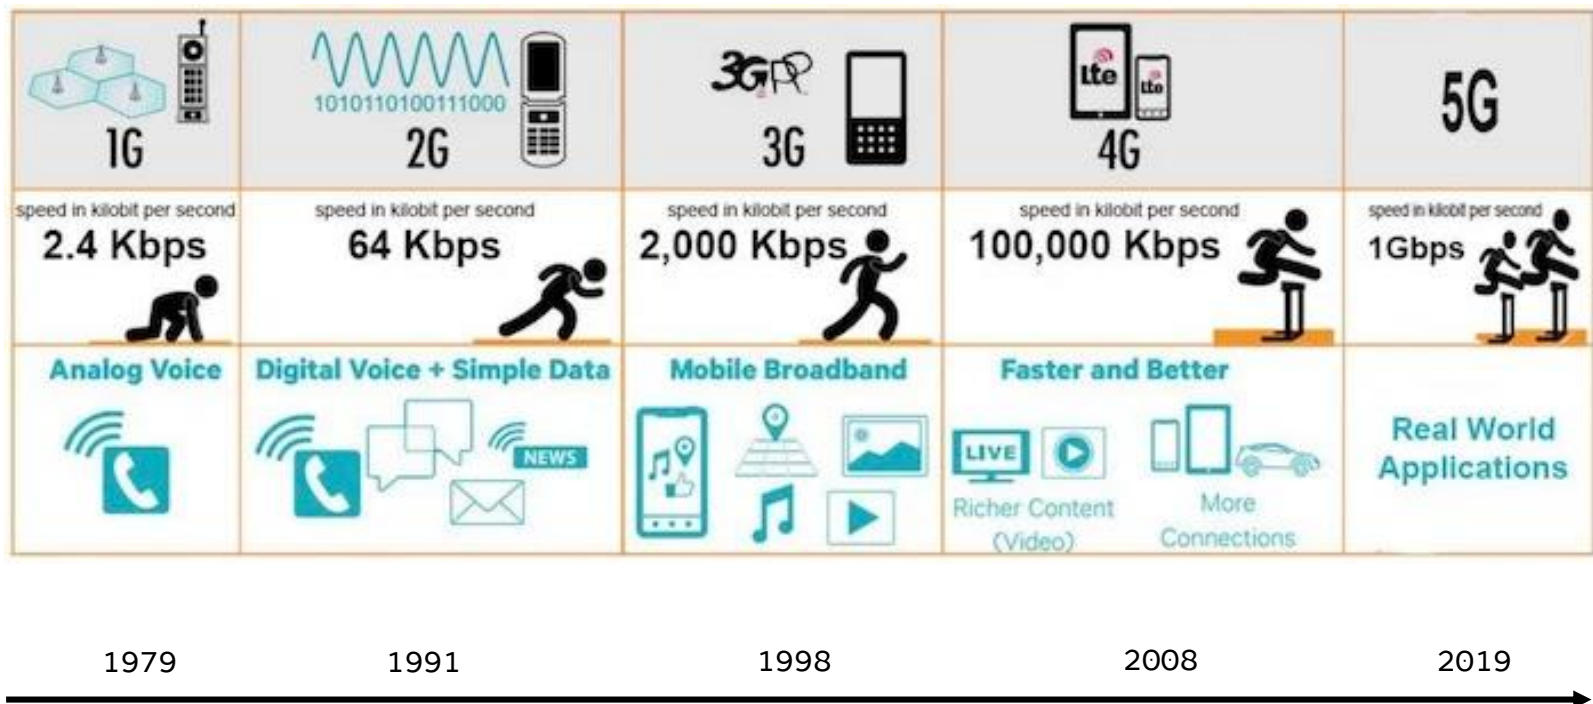 1G
1010110100111000
2G
3GPP
3G
Lte
Lte
4G
5G
speed in kilobit per second
2.4 Kbps
speed in kilobit per second
64 Kbps
speed in kilobit per second
2,000 Kbps
speed in kilobit per second
100,000 Kbps
speed in kilobit per second
1Gbps
Analog Voice
Digital Voice + Simple Data
NEWS
Mobile Broadband
Faster and Better
LIVE
Richer Content
(Video)
More
Connections
Real World
Applications
1979
1991
1998
2008
2019